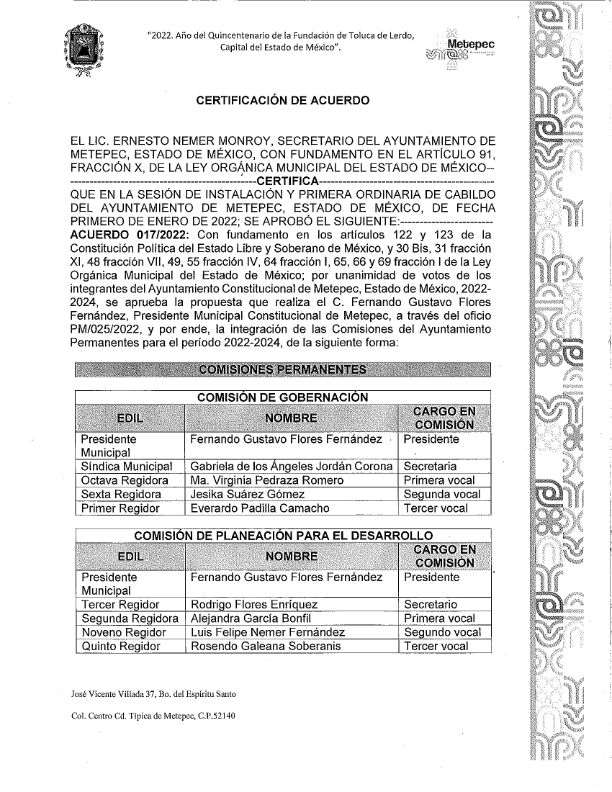 "2022. Año del Quincentenario de la Fundación de Toluca de Lerdo,
Capital del Estado de México".
Metepec
CERTIFICACIÓN DE ACUERDO
EL LIC. ERNESTO NEMER MONROY, SECRETARIO DEL AYUNTAMIENTO DE
METEPEC, ESTADO DE MÉXICO, CON FUNDAMENTO EN EL ARTÍCULO 91,
FRACCIÓN X, DE LA LEY ORGÁNICA MUNICIPAL DEL ESTADO DE MÉXICO--
----------------------------------------CERTIFICA----------------------------------------
QUE EN LA SESIÓN DE INSTALACIÓN Y PRIMERA ORDINARIA DE CABILDO
DEL AYUNTAMIENTO DE METEPEC, ESTADO DE MÉXICO, DE FECHA
PRIMERO DE ENERO DE 2022; SE APROBÓ EL SIGUIENTE:---------------------
ACUERDO 017/2022: Con fundamento en los artículos 122 y 123 de la
Constitución Política del Estado Libre y Soberano de México, y 30 Bis, 31 fracción
XI, 48 fracción VII, 49, 55 fracción IV, 64 fracción I, 65, 66 y 69 fracción I de la Ley
Orgánica Municipal del Estado de México; por unanimidad de votos de los
integrantes del Ayuntamiento Constitucional de Metepec, Estado de México, 2022-
2024, se aprueba la propuesta que realiza el C. Fernando Gustavo Flores
Fernández, Presidente Municipal Constitucional de Metepec, a través del oficio
PM/025/2022, y por ende, la integración de las Comisiones del Ayuntamiento
Permanentes para el período 2022-2024, de la siguiente forma:
COMISIONES PERMANENTES
COMISIÓN DE GOBERNACIÓN
EDIL NOMBRE CARGO EN COMISIÓN
Presidente Municipal Fernando Gustavo Flores Fernández Presidente
Síndica Municipal Gabriela de los Ángeles Jordán Corona Secretaria
Octava Regidora Ma. Virginia Pedraza Romero Primera vocal
Sexta Regidora Jesika Suárez Gómez Segunda vocal
Primer Regidor Everardo Padilla Camacho Tercer vocal
COMISIÓN DE PLANEACIÓN PARA EL DESARROLLO
EDIL NOMBRE CARGO EN COMISIÓN
Presidente Municipal Fernando Gustavo Flores Fernández Presidente
Tercer Regidor Rodrigo Flores Enríquez Secretario
Segunda Regidora Alejandra García Bonfil Primera vocal
Noveno Regidor Luis Felipe Nemer Fernández Segundo vocal
Quinto Regidor Rosendo Galeana Soberanis Tercer vocal
José Vicente Villada 37, Bo. del Espíritu Santo
Col. Centro Cd. Típica de Metepec, C.P.52140